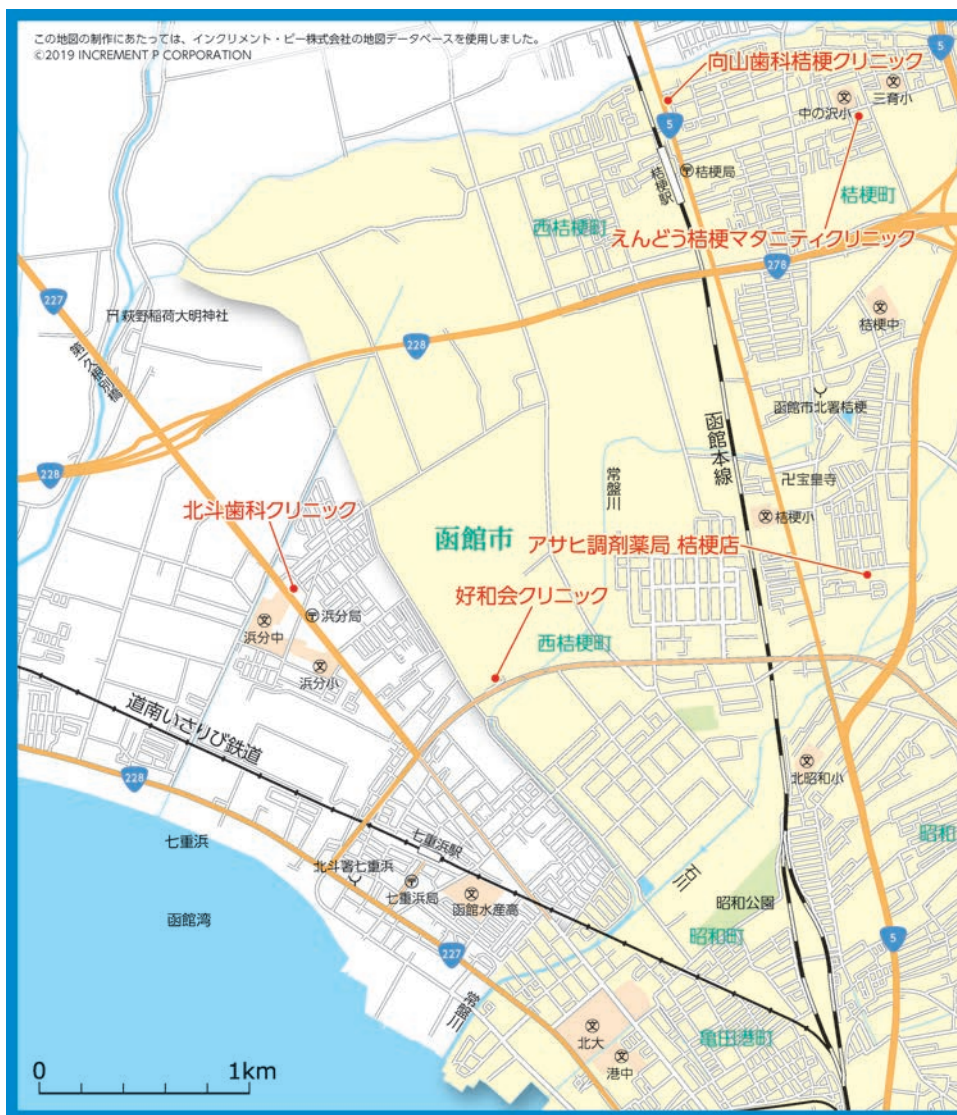 この地図の制作にあたっては、インクリメント・ピー株式会社の地図データベースを使用しました。
©2019 INCREMENT P CORPORATION
5
向山歯科桔梗クリニック
5
三育小
中の沢小
桔梗局
桔梗駅
桔梗町
西桔梗町
えんどう桔梗マタニティクリニック
278
227
桔梗中
萩野稲荷大明神社
228
第二久根別橋
函館市北署桔梗
函館本線
228
常盤川
宝皇寺
北斗歯科クリニック
桔梗小
函館市
アサヒ調剤薬局 桔梗店
好和会クリニック
浜分局
浜分中
西桔梗町
浜分小
道南いさりび鉄道
228
北昭和小
昭和
七重浜
七重浜駅
北斗署七重浜
石川
七重浜局
函館水産高
昭和公園
函館湾
昭和町
5
227
常盤川
北大
亀田港町
港中
0
1km